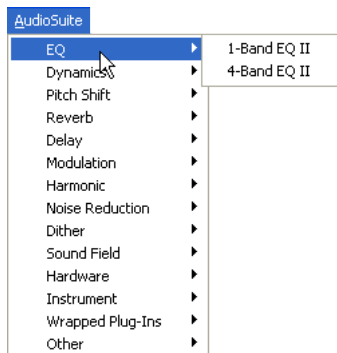 AudioSuite
EQ
1-Band EQ II
4-Band EQ II
Dynamics
Pitch Shift
Reverb
Delay
Modulation
Harmonic
Noise Reduction
Dither
Sound Field
Hardware
Instrument
Wrapped Plug-Ins
Other